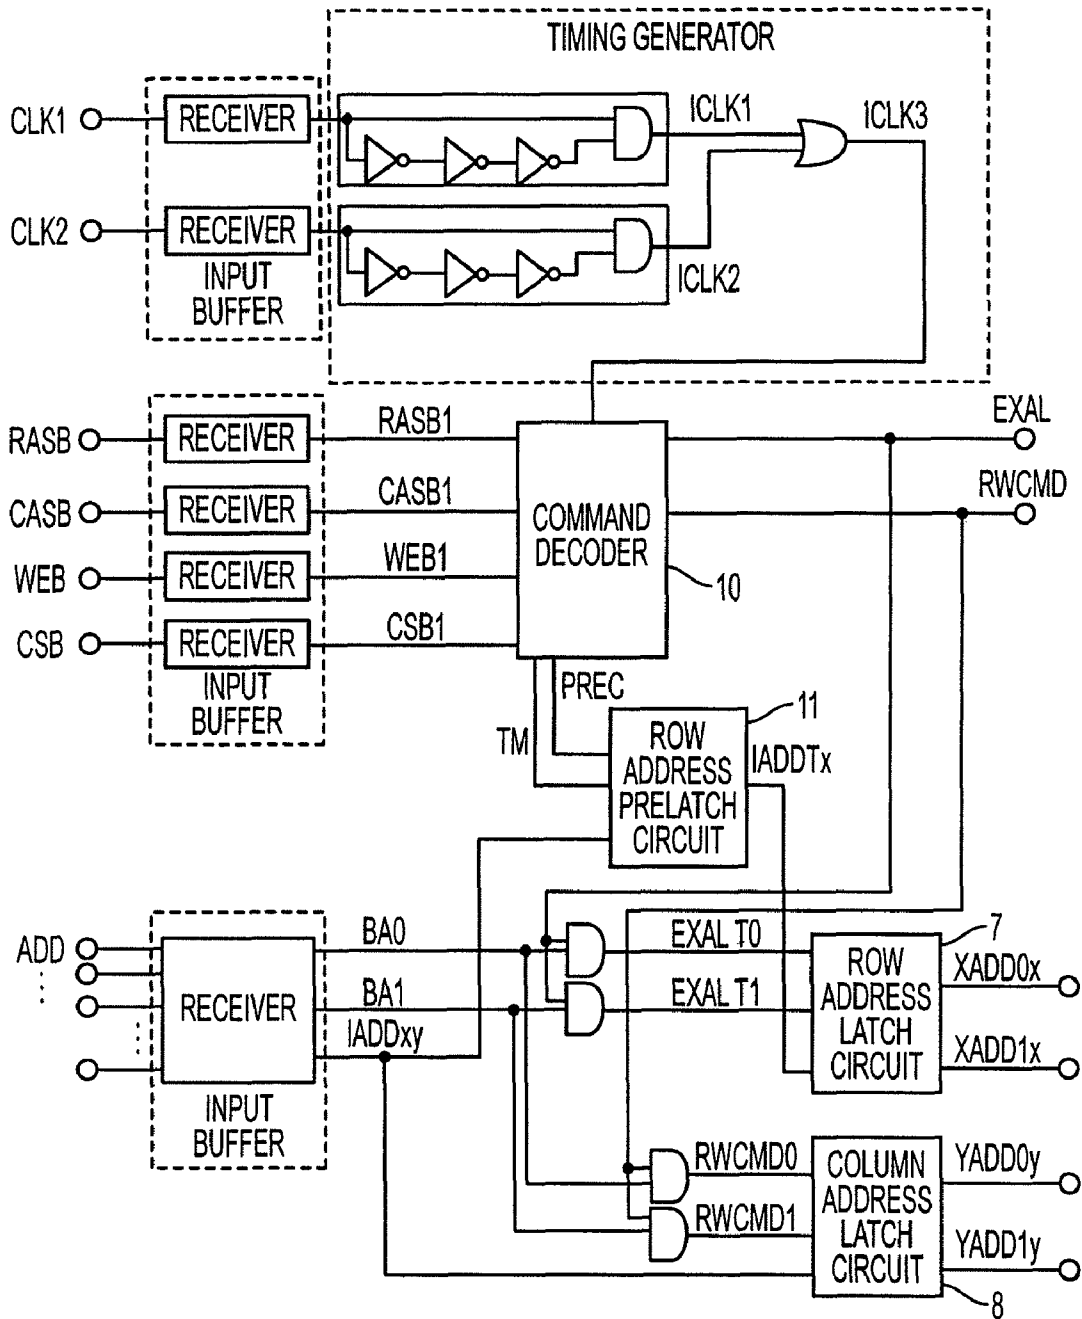 TIMING GENERATOR
CLK1
RECEIVER
ICLK1
ICLK3
CLK2
RECEIVER
INPUT
BUFFER
ICLK2
RASB
RECEIVER
RASB1
EXAL
CASB
RECEIVER
CASB1
COMMAND
DECODER
RWCMD
WEB
RECEIVER
WEB1
10
CSB
RECEIVER
CSB1
INPUT
BUFFER
PREC
TM
11
ROW
ADDRESS
PRELATCH
CIRCUIT
IADDTx
ADD
RECEIVER
INPUT
BUFFER
BA0
BA1
IADDxy
EXAL T0
EXAL T1
7
ROW
ADDRESS
LATCH
CIRCUIT
XADD0x
XADD1x
RWCMD0
RWCMD1
COLUMN
ADDRESS
LATCH
CIRCUIT
YADD0y
YADD1y
8